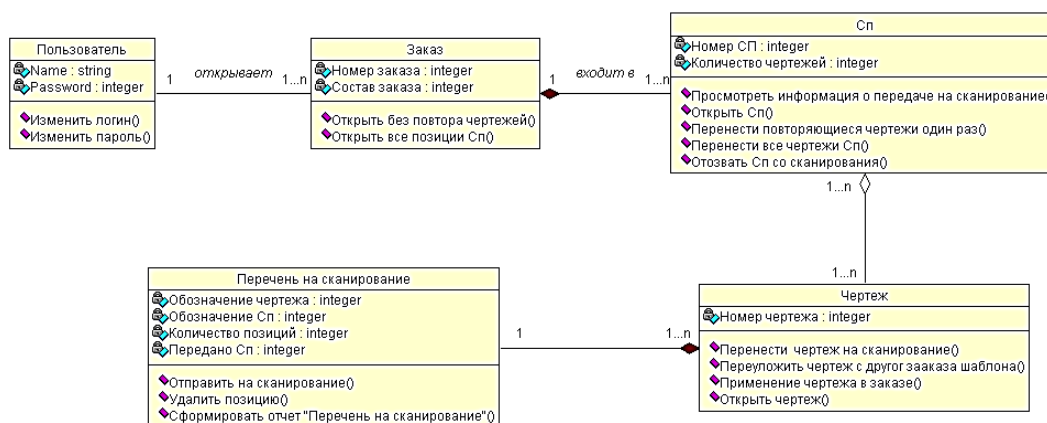 Пользователь
Name : string
Password : integer
Изменить логин()
Изменить пароль()
1
открывает
1...n
Заказ
Номер заказа : integer
Состав заказа : integer
Открыть без повтора чертежей()
Открыть все позиции Сп()
1
входит в
1...n
Сп
Номер СП : integer
Количество чертежей : integer
Просмотреть информация о передаче на сканирование(
Открыть Сп()
Перенести повторяющиеся чертежи один раз()
Перенести все чертежи Сп()
Отозвать Сп со сканирования()
1...n
1...n
Перечень на сканирование
Обозначение чертежа : integer
Обозначение Сп : integer
Количество позиций : integer
Передано Сп : integer
Отправить на сканирование()
Удалить позицию()
Сформировать отчет "Перечень на сканирование"()
1
1...n
Чертеж
Номер чертежа : integer
Перенести чертеж на сканирование()
Переуложить чертеж с другог зааказа шаблона()
Применение чертежа в заказе()
Открыть чертеж()